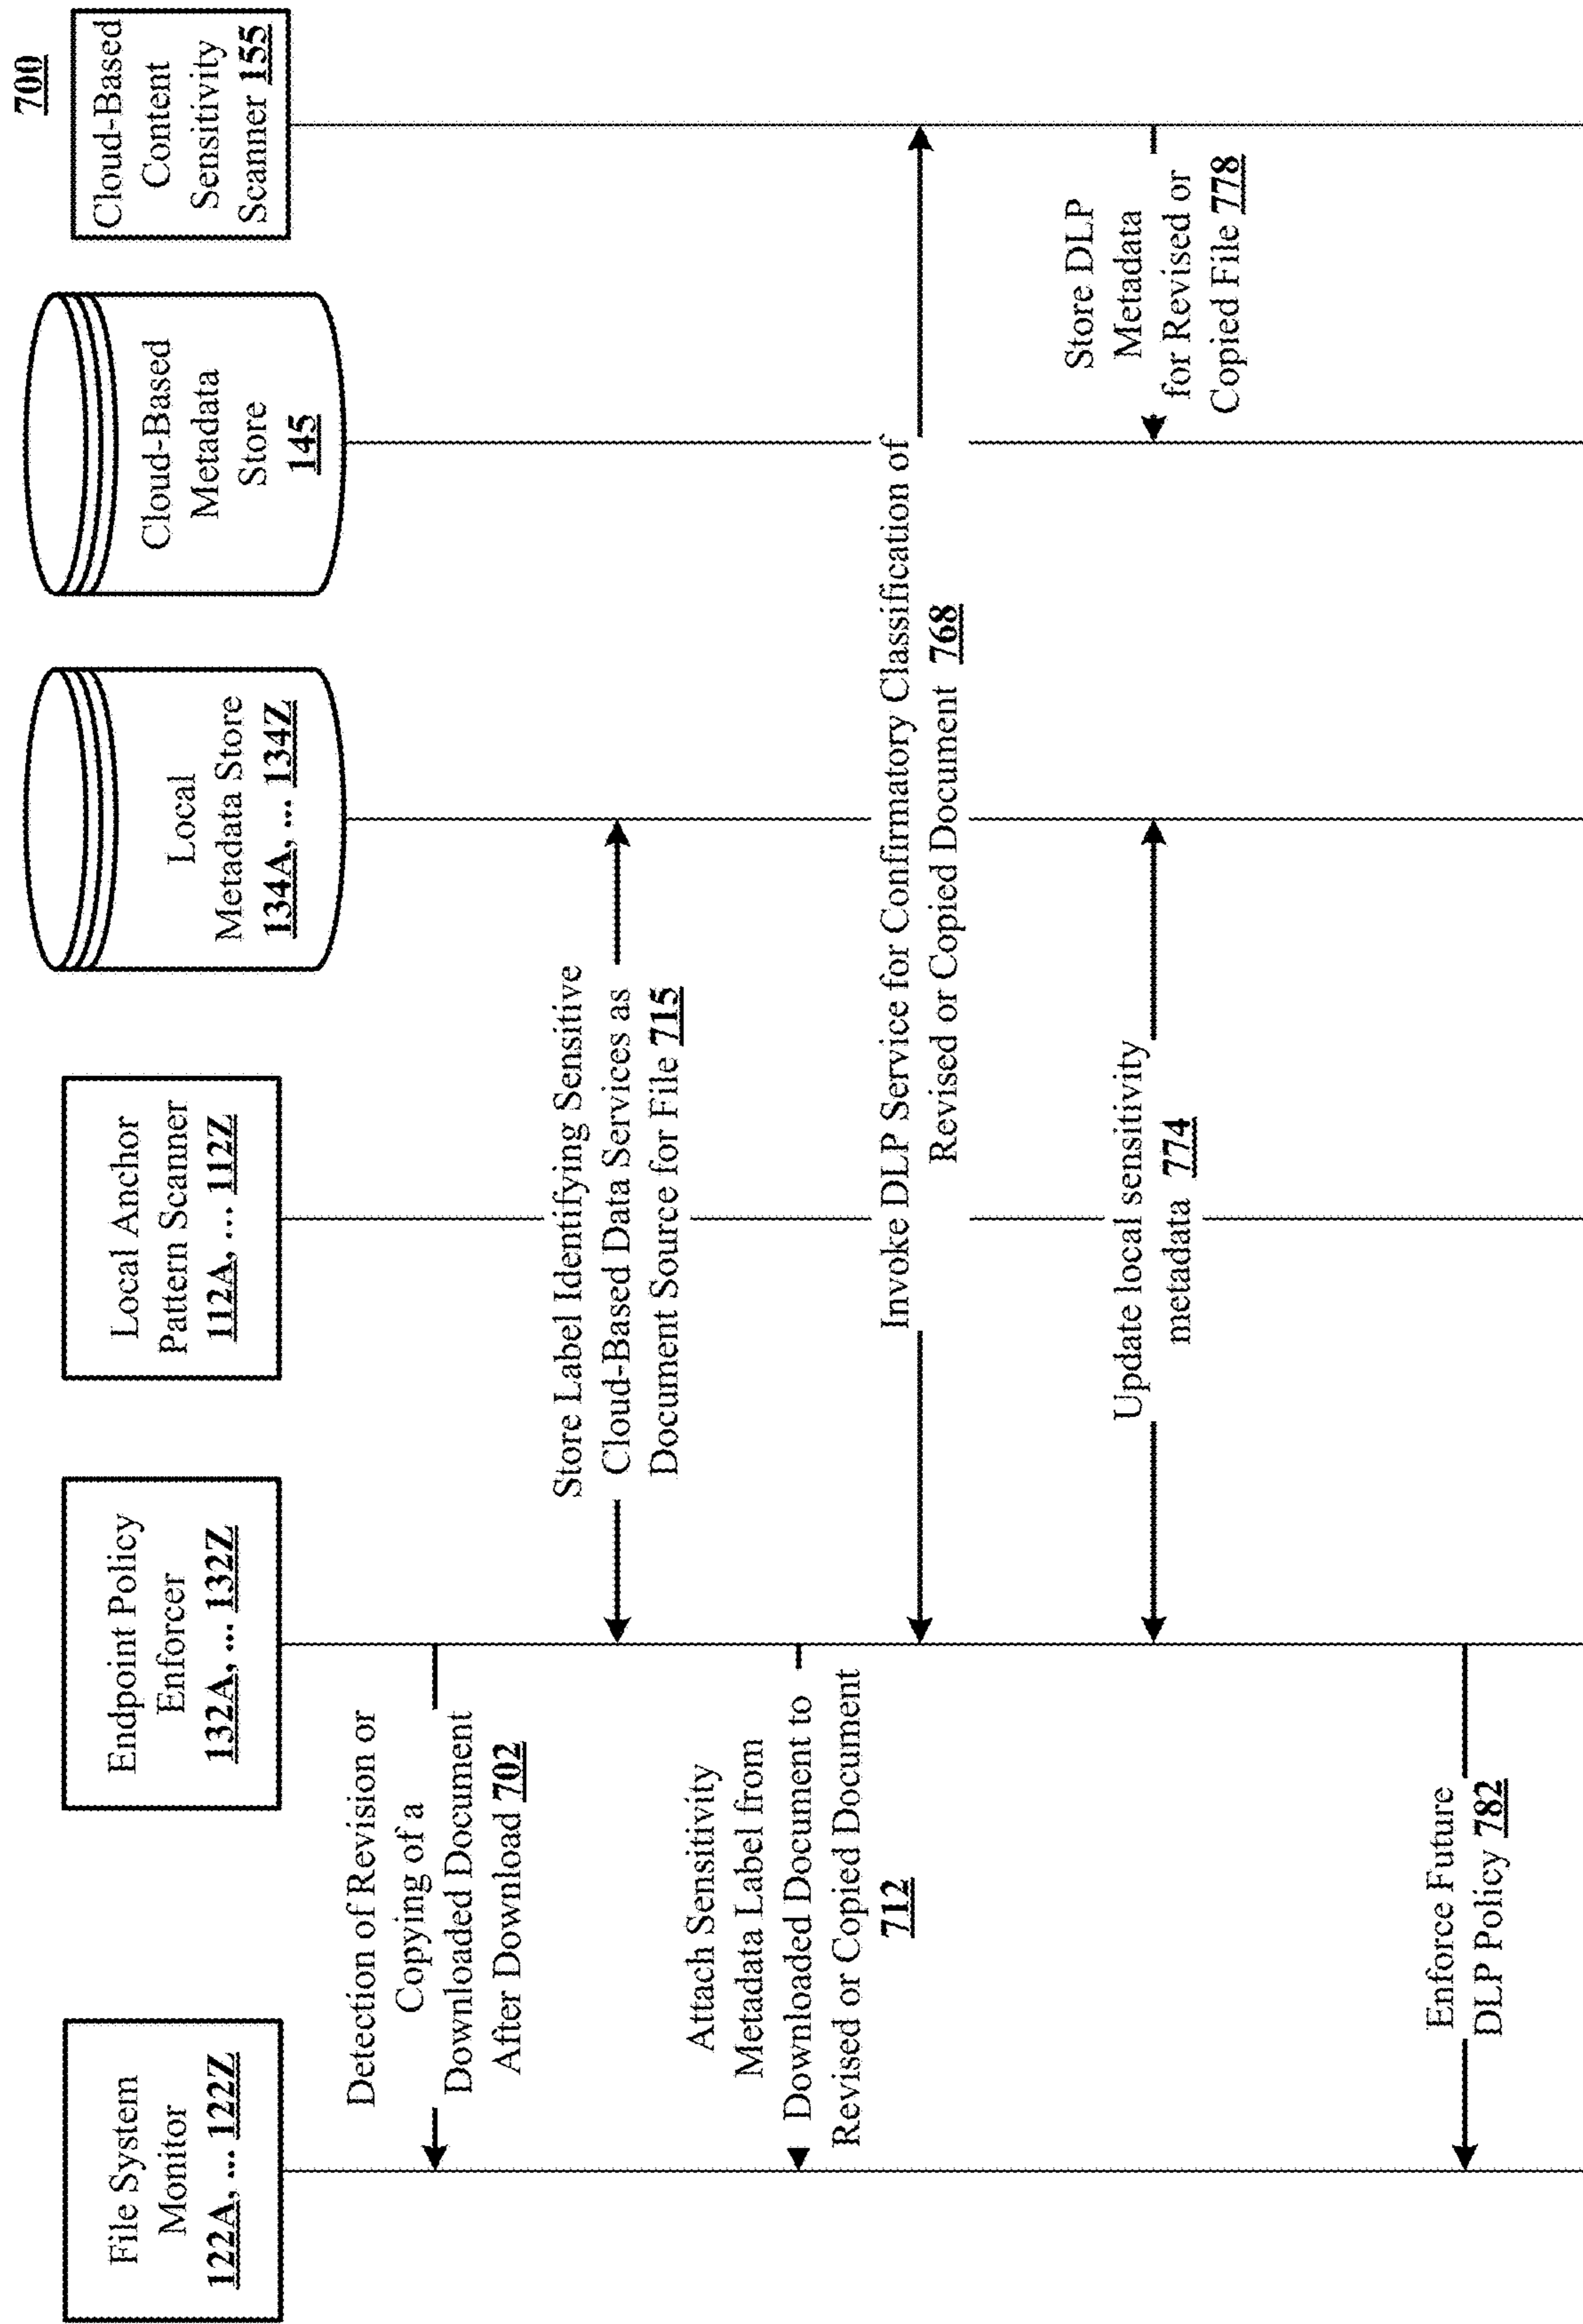 700
File System
Monitor
122A, ... 122Z
Endpoint Policy
Enforcer
132A, ... 132Z
Local Anchor
Pattern Scanner
112A, ... 112Z
Local
Metadata Store
134A, ... 134Z
Cloud-Based
Metadata
Store
145
Cloud-Based
Content
Sensitivity
Scanner 155
Detection of Revision or
Copying of a
Downloaded Document
After Download 702
Store Label Identifying Sensitive
Cloud-Based Data Services as
Document Source for File 715
Attach Sensitivity
Metadata Label from
Downloaded Document to
Revised or Copied Document
712
Invoke DLP Service for Confirmatory Classification of
Revised or Copied Document 768
Update local sensitivity
metadata 774
Store DLP
Metadata
for Revised or
Copied File 778
Enforce Future
DLP Policy 782